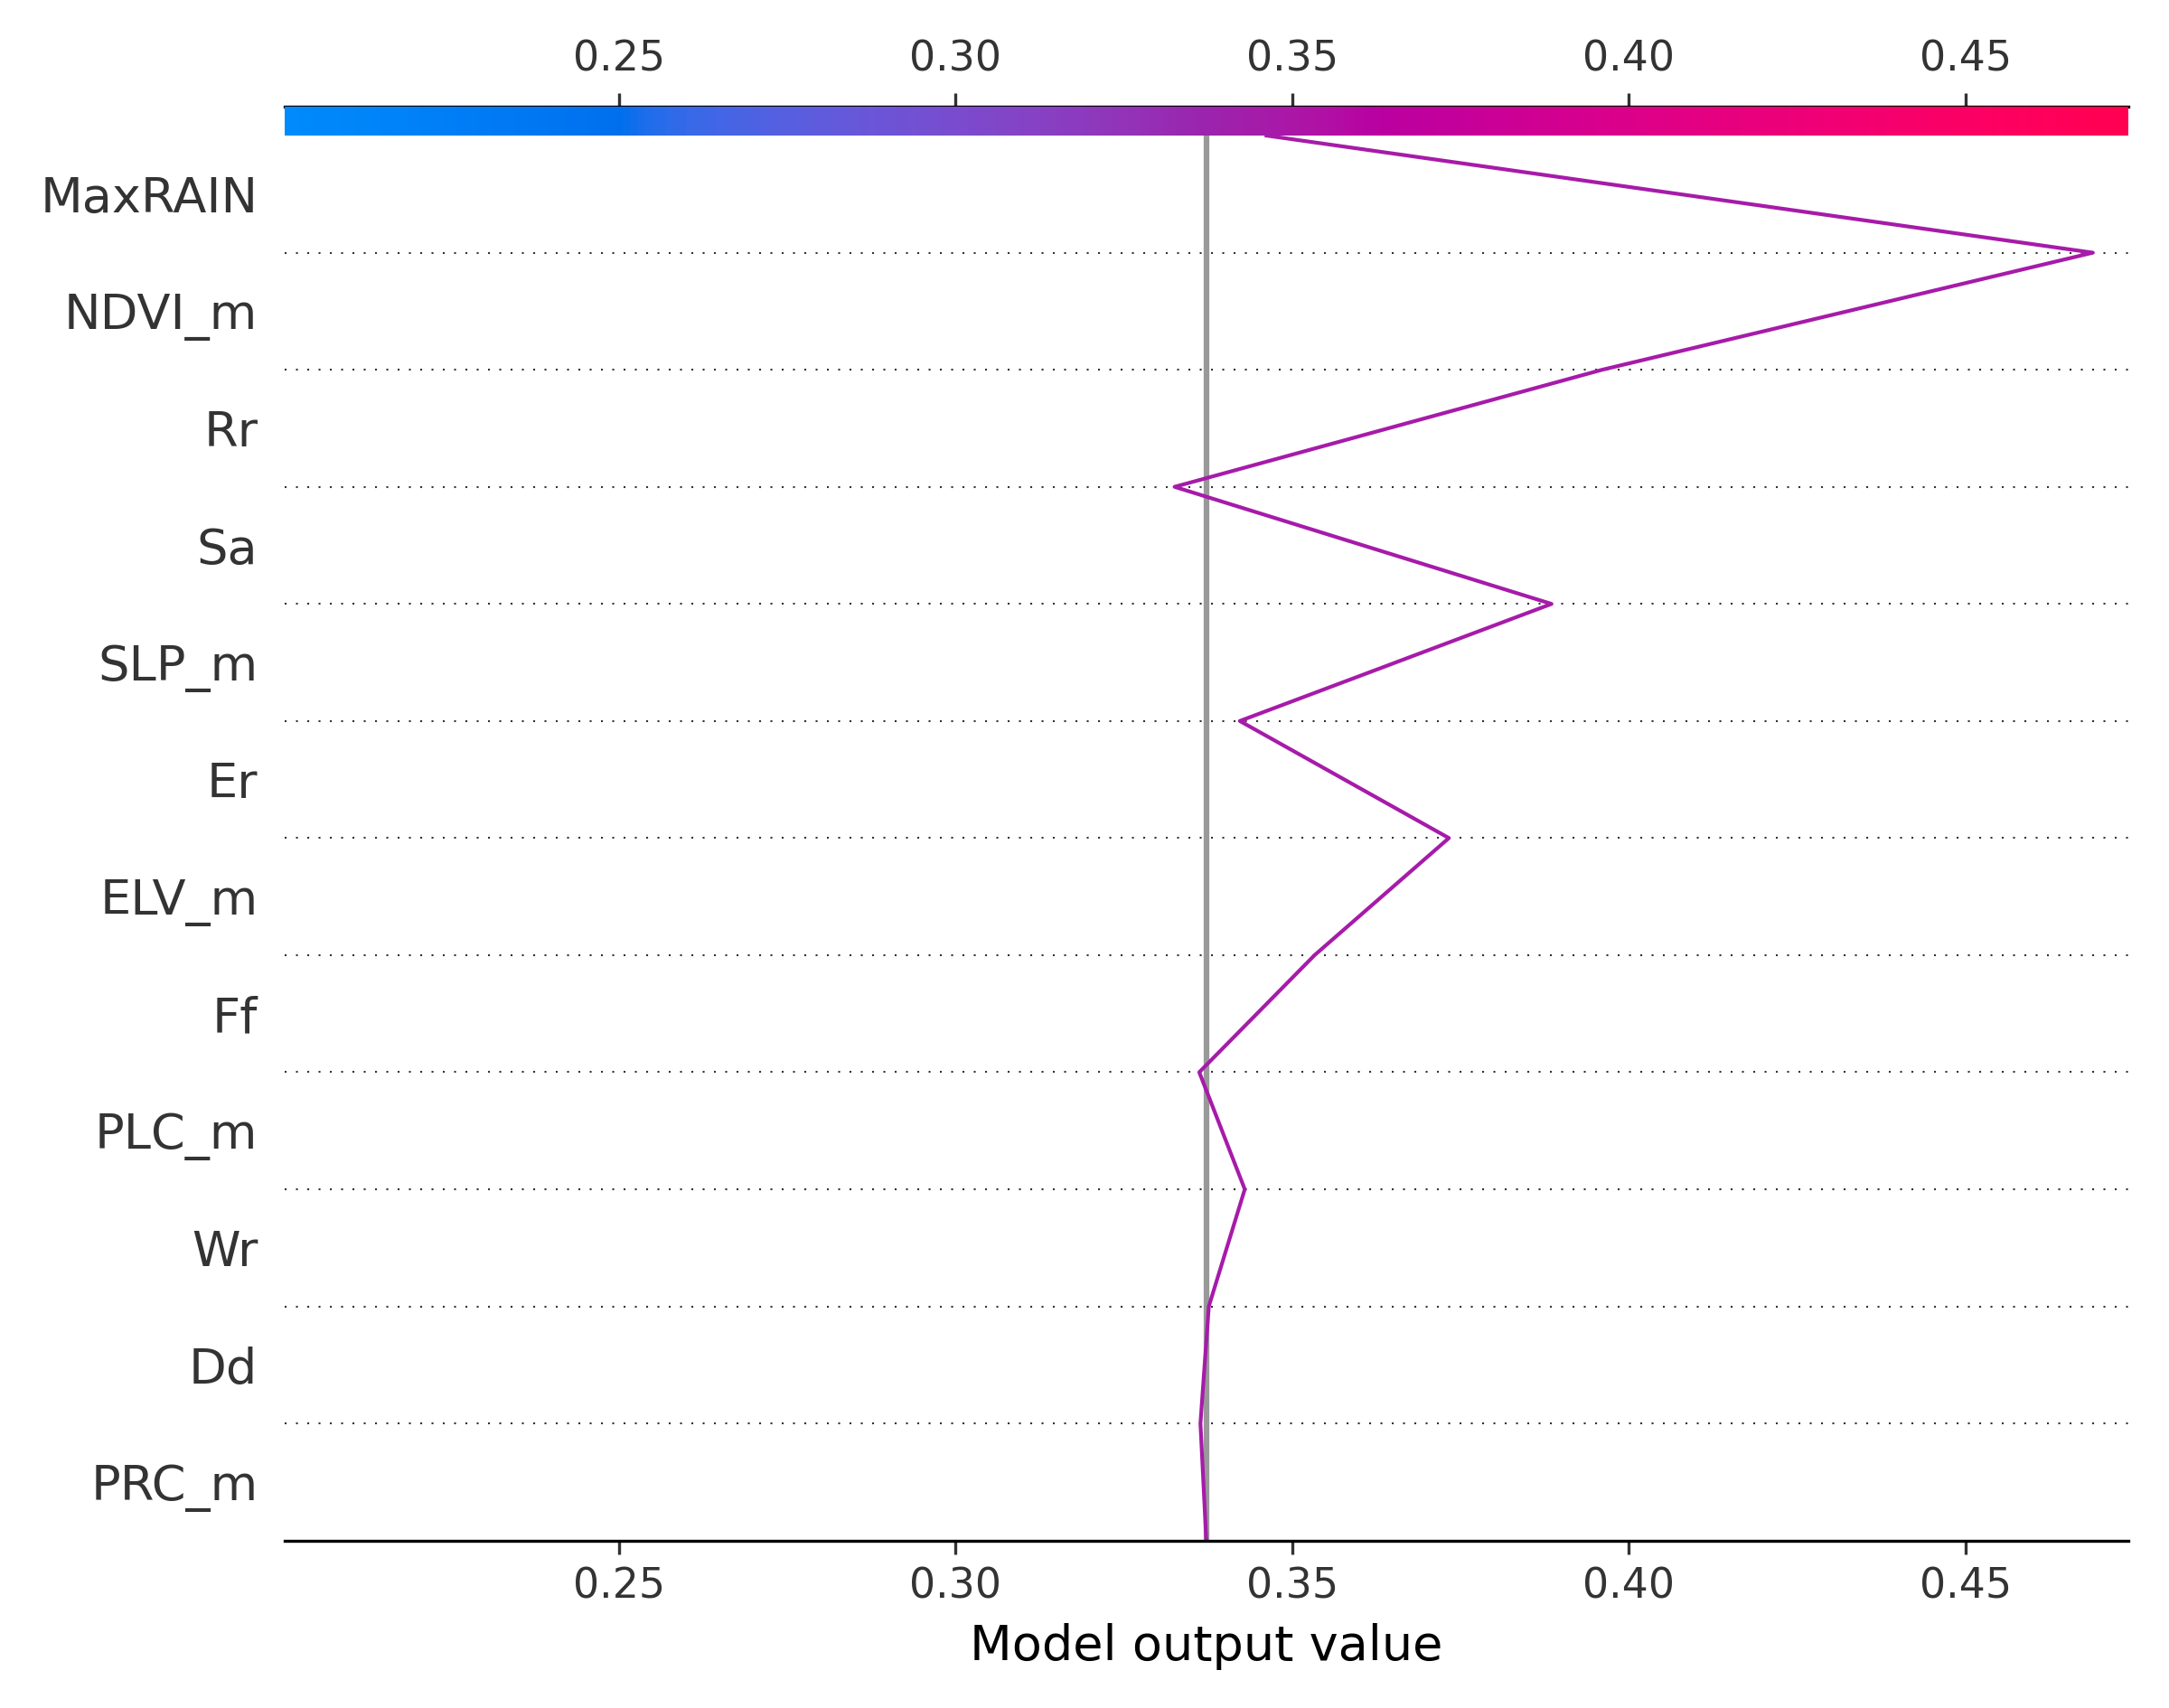 0.25 0.30 0.35 0.40 0.45
MaxRAIN
NDVI_m
Rr
Sa
SLP_m
Er
ELV_m
Ff
PLC_m
Wr
Dd
PRC_m
0.25 0.30 0.35 0.40 0.45
Model output value